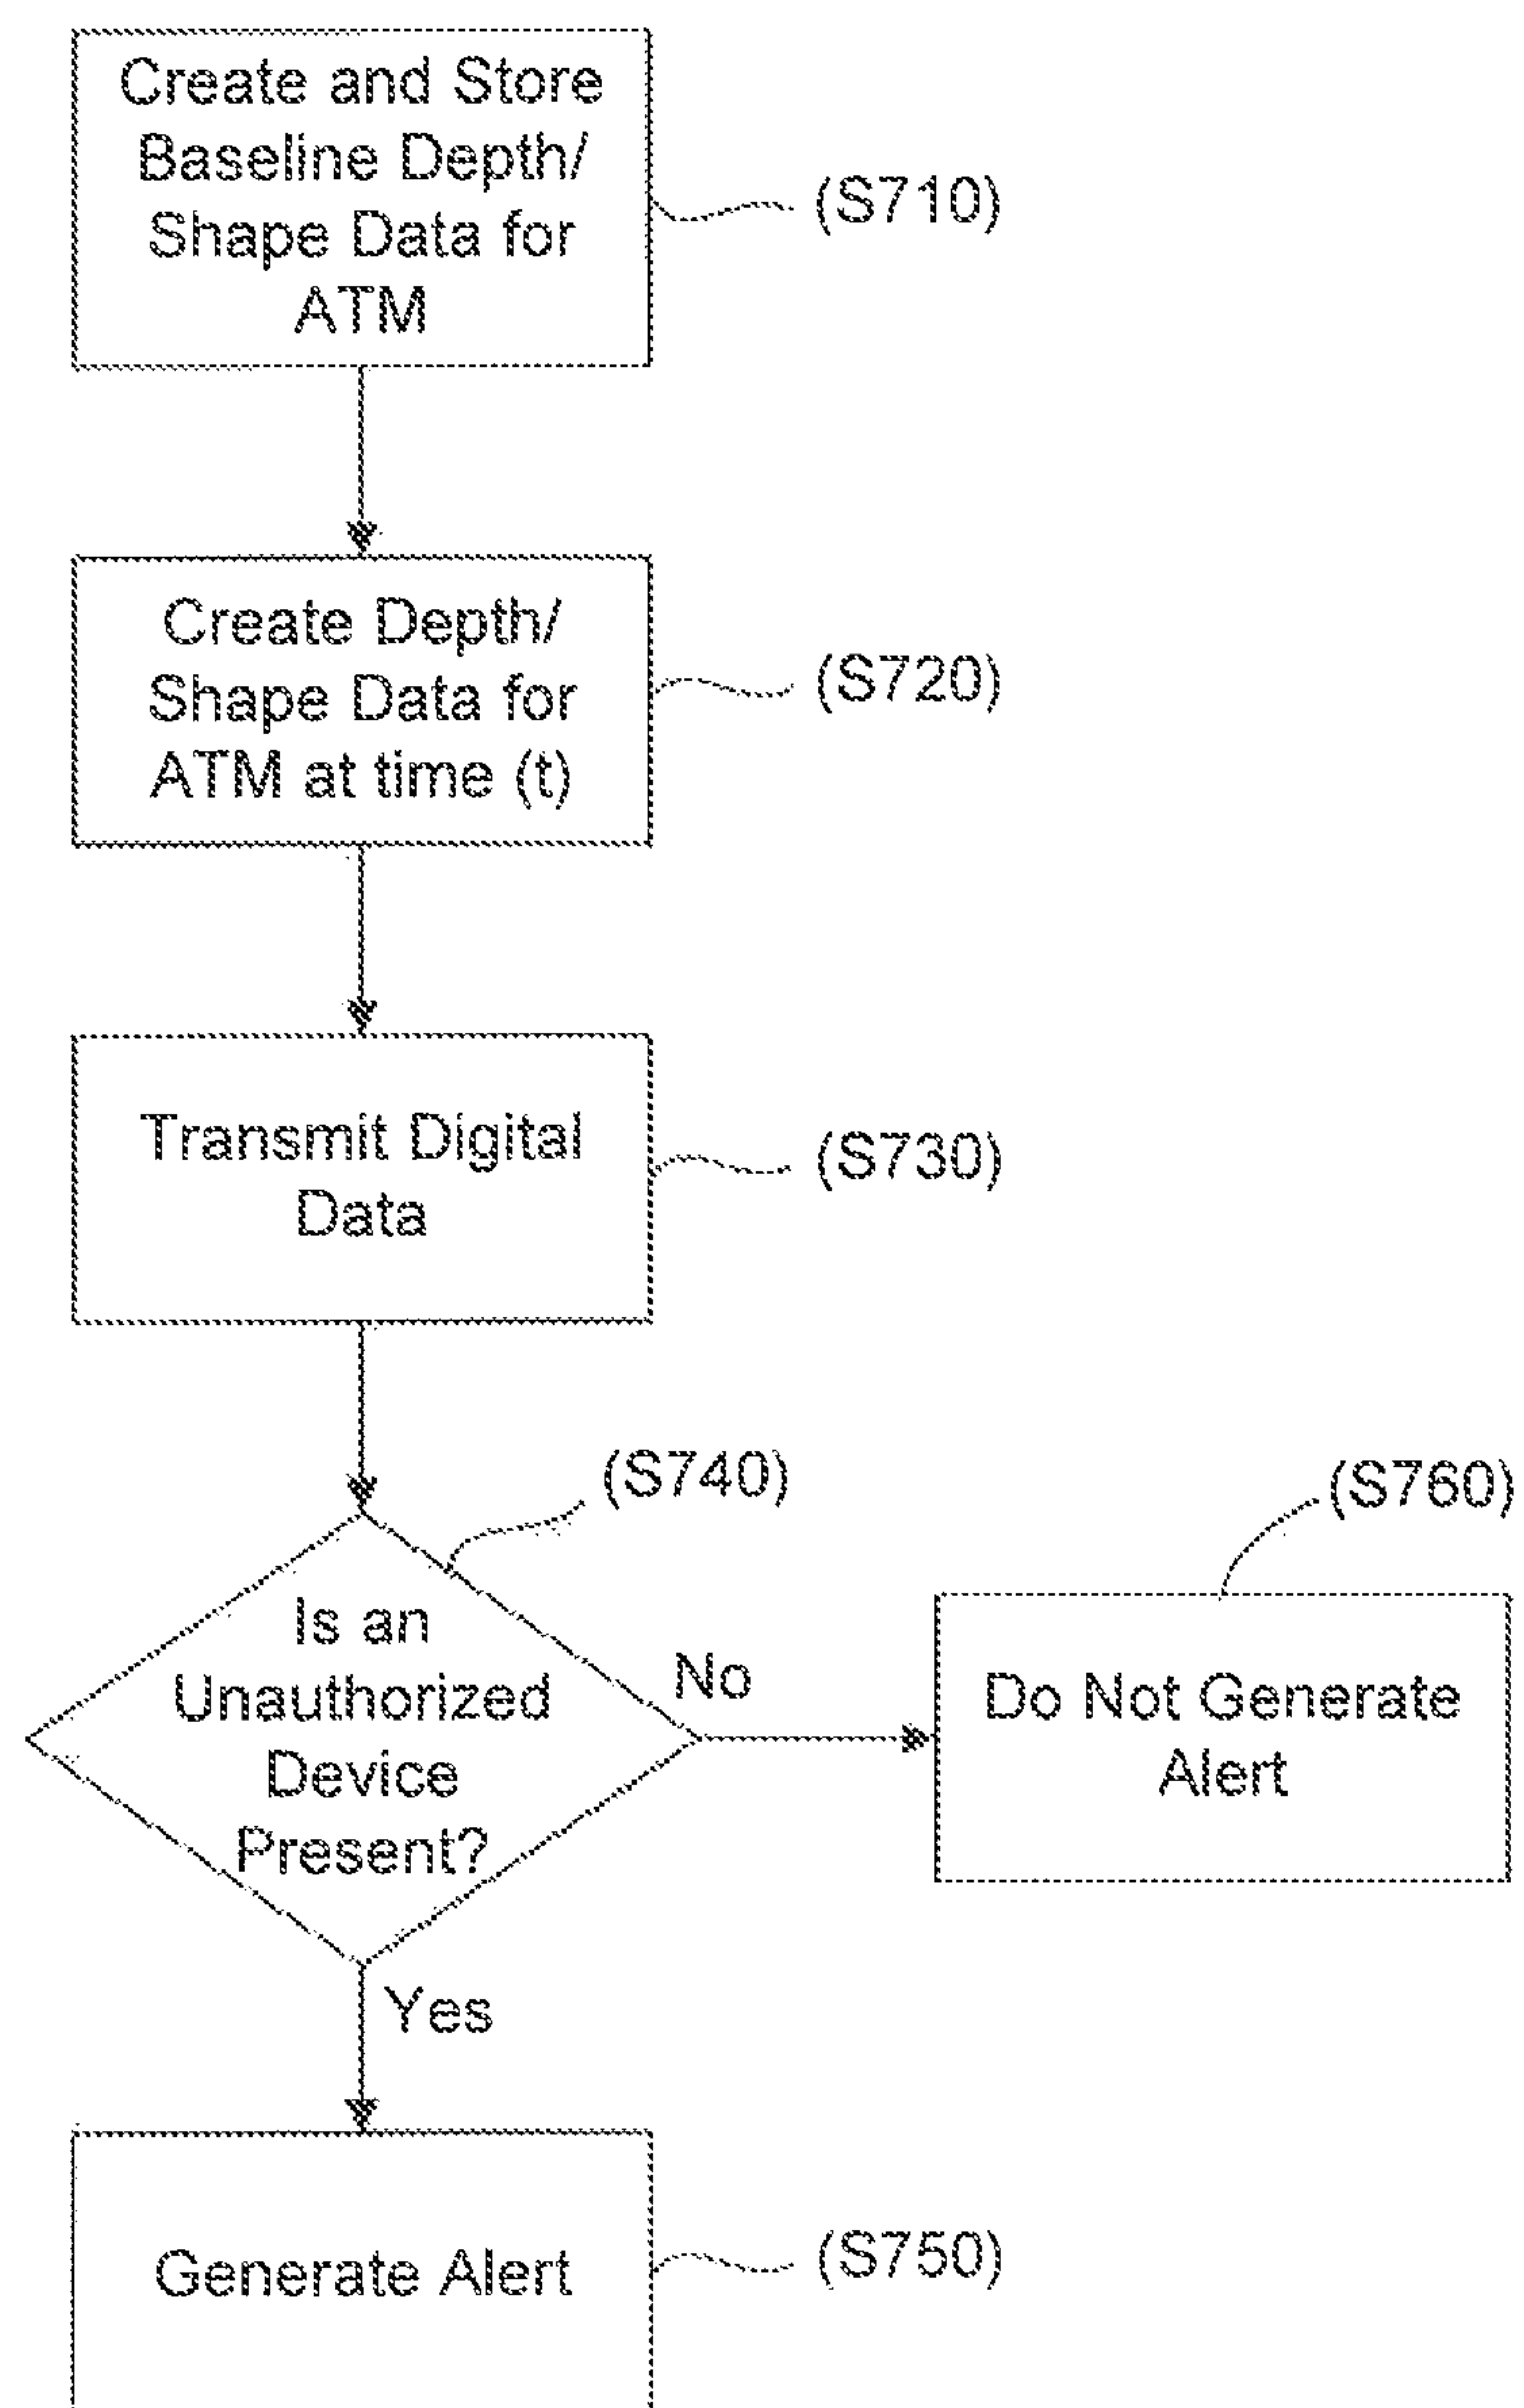 Create and Store
Baseline Depth/
Shape Data for
ATM
(S710)
Create Depth/
Shape Data for
ATM at time (t)
(S720)
Transmit Digital
Data
(S730)
(S740)
Is an
Unauthorized
Device
Present?
No
(S760)
Do Not Generate
Alert
Yes
Generate Alert
(S750)